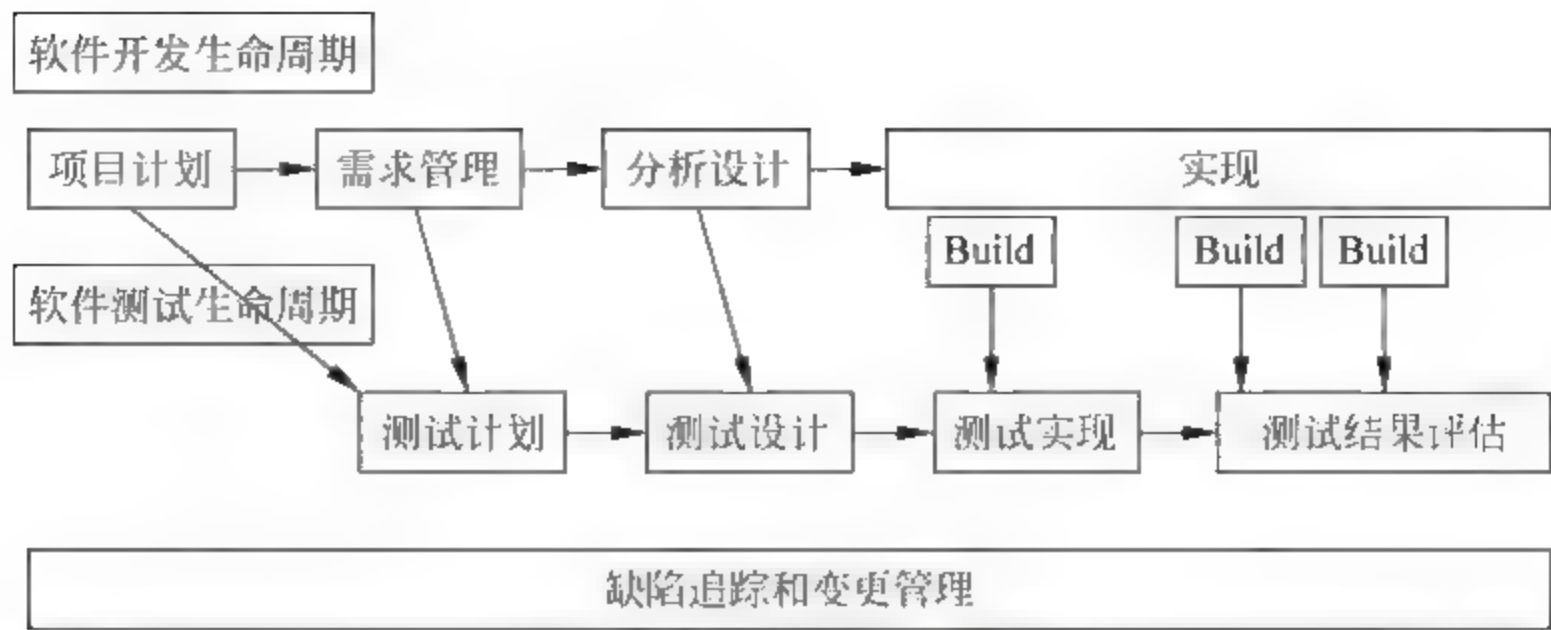 软件开发生命周期
项目计划
需求管理
分析设计
实现
Build
Build
Build
软件测试生命周期
测试计划
测试设计
测试实现
测试结果评估
缺陷追踪和变更管理